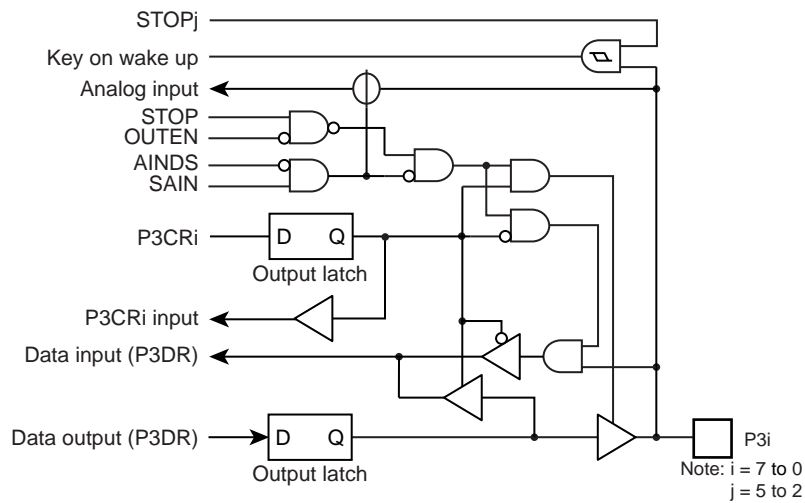 STOPj
Key on wake up
Analog input
STOP
OUTEN
AINDS
SAIN
P3CRi
D Q
Output latch
P3CRi input
Data input (P3DR)
Data output (P3DR)
D Q
Output latch
P3i
Note: i = 7 to 0
j = 5 to 2